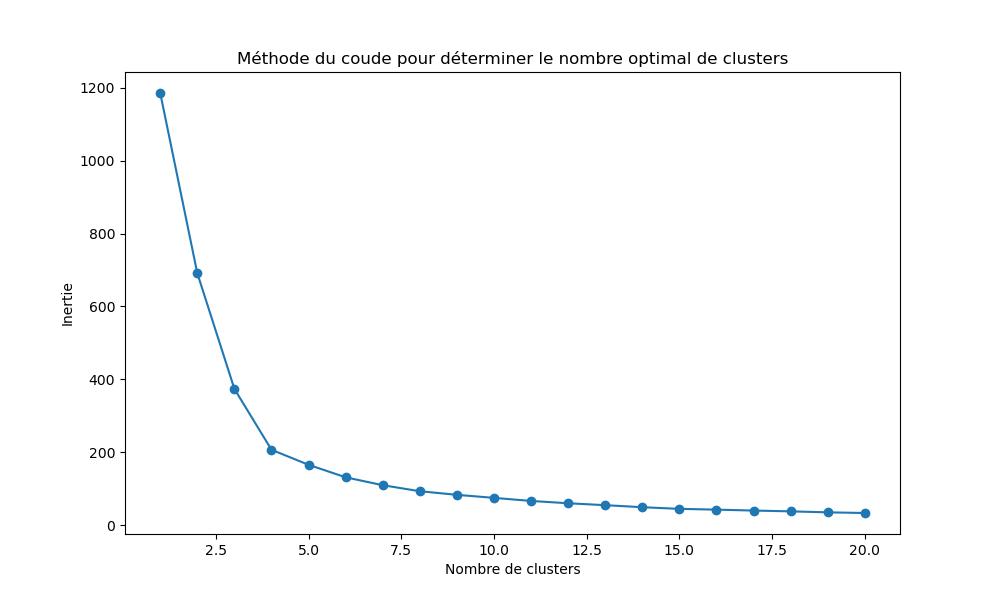 Méthode du coude pour déterminer le nombre optimal de clusters
1200
1000
800
600
400
200
0
Inertie
2.5 5.0 7.5 10.0 12.5 15.0 17.5 20.0
Nombre de clusters